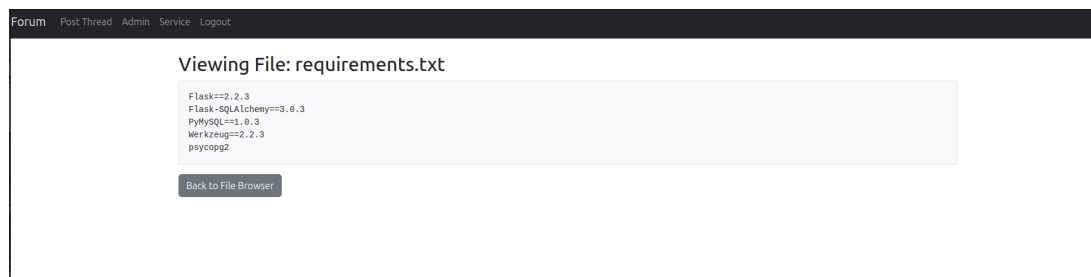 Forum Post Thread Admin Service Logout
Viewing File: requirements.txt
Flask==2.2.3
Flask-SQLAlchemy==3.0.3
PyMySQL==1.0.3
Werkzeug==2.2.3
psycopg2
Back to File Browser